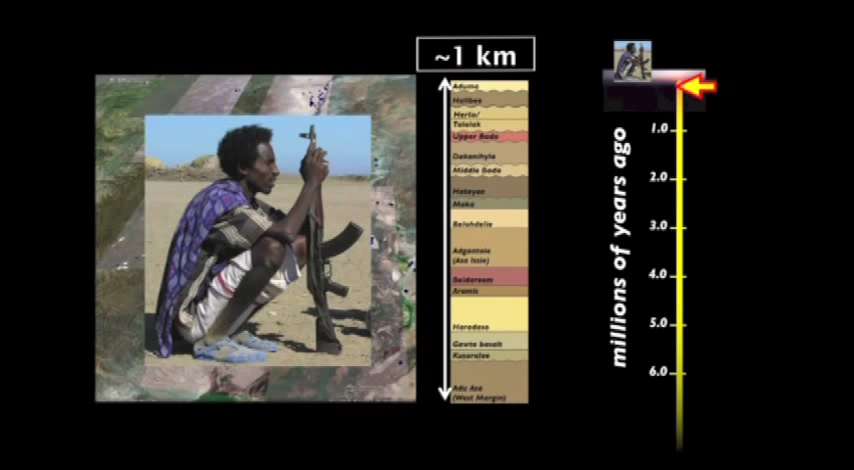 ~1 km
Aduma
Halibee
Herto/
Talalak
Upper Bodo
Dakanihylo
Middle Bodo
Hatayae
Maka
Belohdelie
Adgantole
(Asa Issie)
Beidareem
Aramis
Haradaso
Gawto basalt
Kuseralee
Adu Asa
(West Margin)
millions of years ago
1.0
2.0
3.0
4.0
5.0
6.0